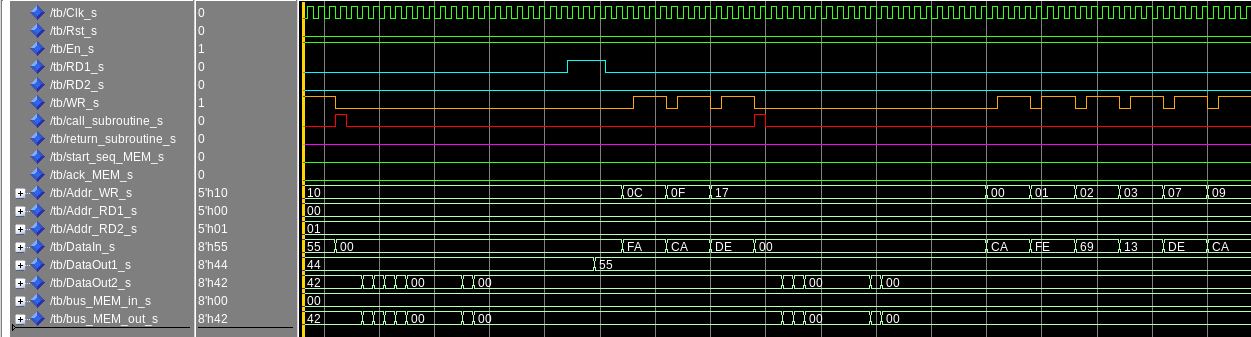 /tb/Clk_s 0
/tb/Rst_s 0
/tb/En_s 1
/tb/RD1_s 0
/tb/RD2_s 0
/tb/WR_s 1
/tb/call_subroutine_s 0
/tb/return_subroutine_s 0
/tb/start_seq_MEM_s 0
/tb/ack_MEM_s 0
/tb/Addr_WR_s 5'h10 10 0C 0F 17 00 01 02 03 07 09
/tb/Addr_RD1_s 5'h00 00
/tb/Addr_RD2_s 5'h01 01
/tb/DataIn_s 8'h55 55 00 FA CA DE 00 CA FE 69 13 DE CA
/tb/DataOut1_s 8'h44 44 55
/tb/DataOut2_s 8'h42 42 00 00 00 00
/tb/bus_MEM_in_s 8'h00 00
/tb/bus_MEM_out_s 8'h42 42 00 00 00 00